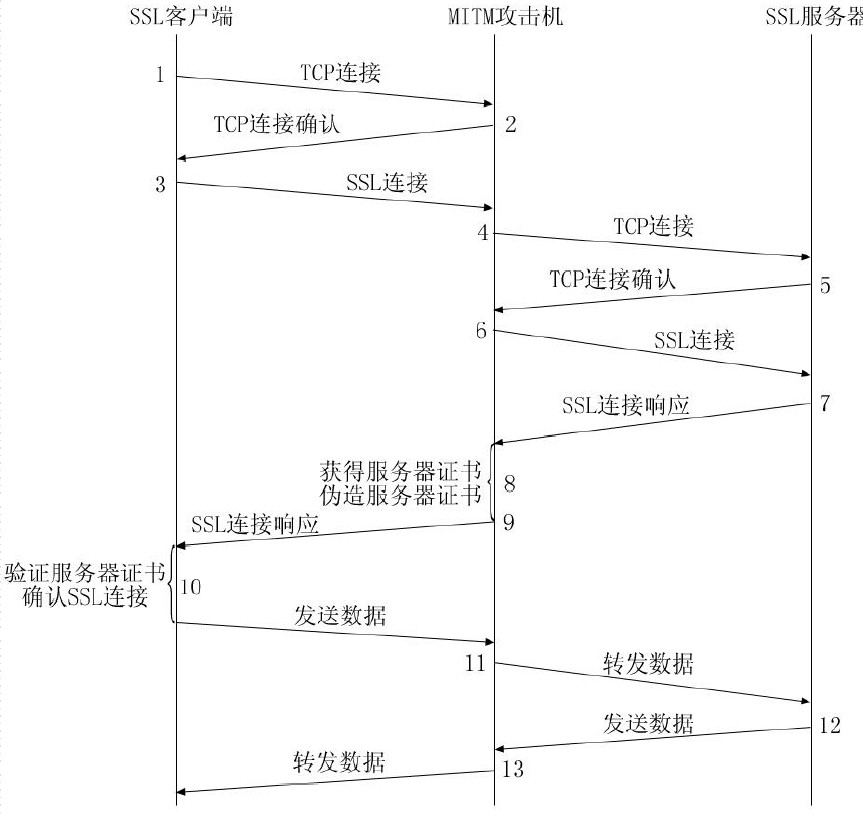 SSL客户端
MITM攻击机
SSL服务器
1
TCP连接
TCP连接确认
2
3
SSL连接
4
TCP连接
TCP连接确认
5
6
SSL连接
SSL连接响应
7
获得服务器证书
伪造服务器证书
8
SSL连接响应
9
验证服务器证书
确认SSL连接
10
发送数据
11
转发数据
发送数据
12
转发数据
13